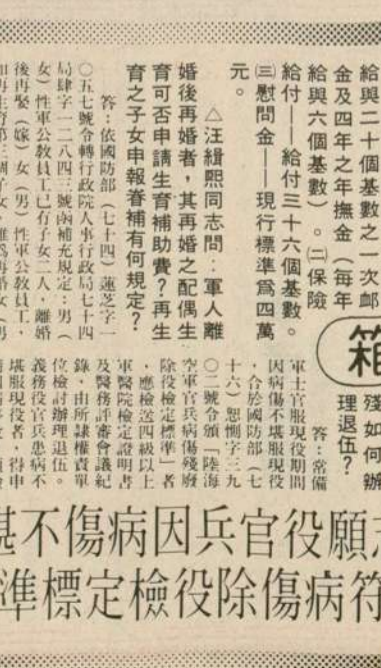 給與二十個基數之一次卹
金及四年之年撫金（每年
給與六個基數）。㈡保險
給付——給付三十六個基數。
㈢慰問金——現行標準為四萬
元。
△汪緝熙同志問：軍人離
婚後再婚者，其再婚之配偶生
育可否申請生育補助費？再生
育之子女申報眷補有何規定？
答：依國防部（七十四）蓮芝字一
〇五七號令轉行政院人事行政局七十四
局肆字一二八四三號函補充規定：男（
女）性軍公教員工已有子女二人，離婚
後再娶（嫁）女（男）性軍公教員工，
箱
殘如何辦
理退伍？
答：常備
軍士官服現役期間
因病傷不堪服現役
，合於國防部（七
十六）恕惻字三九
〇二號令頒「陸海
空軍官兵病傷殘廢
除役檢定標準」者
，應檢送四級以上
軍醫院檢定證明書
及醫務評審會議紀
錄，由所隸權責單
位檢討辦理退伍。
義務役官兵患病不
堪服現役者，得申
志願役官兵因病傷不堪
符病傷除役檢定標準